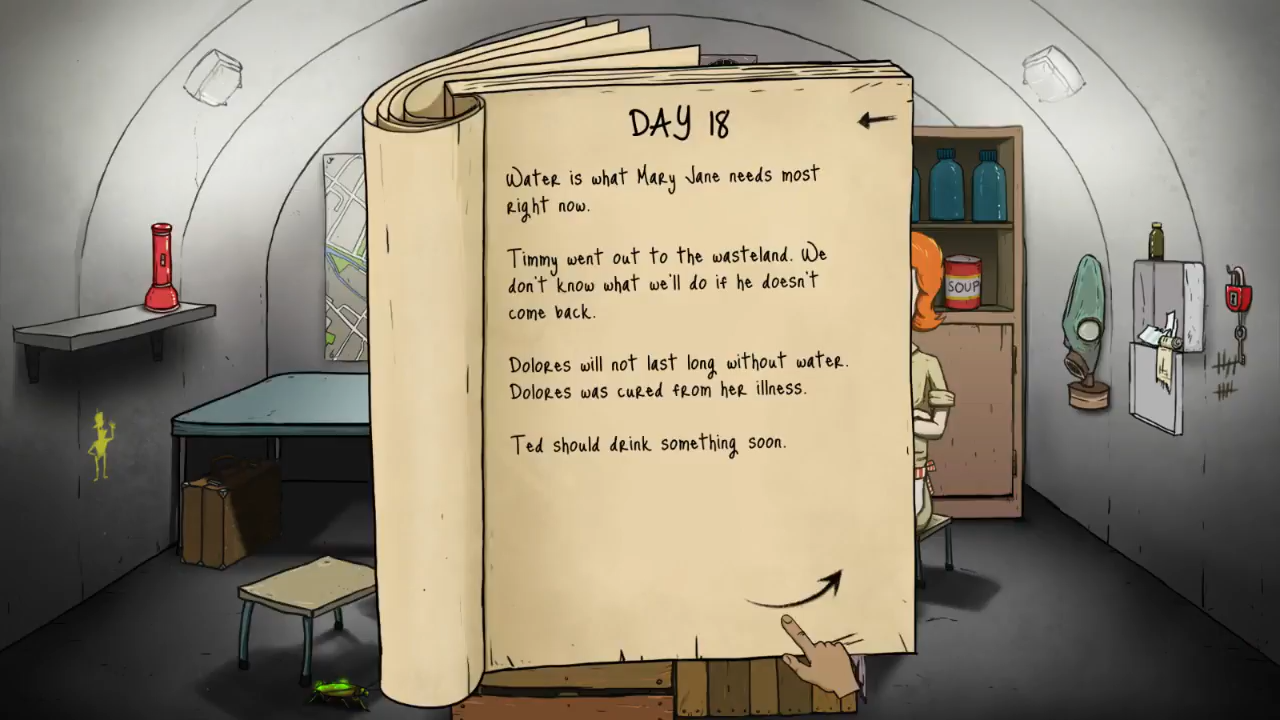 DAY 18
Water is what Mary Jane needs most
right now.
Timmy went out to the wasteland. We
don't know what we'll do if he doesn't
come back.
Dolores will not last long without water.
Dolores was cured from her illness.
Ted should drink something soon.
SOUP